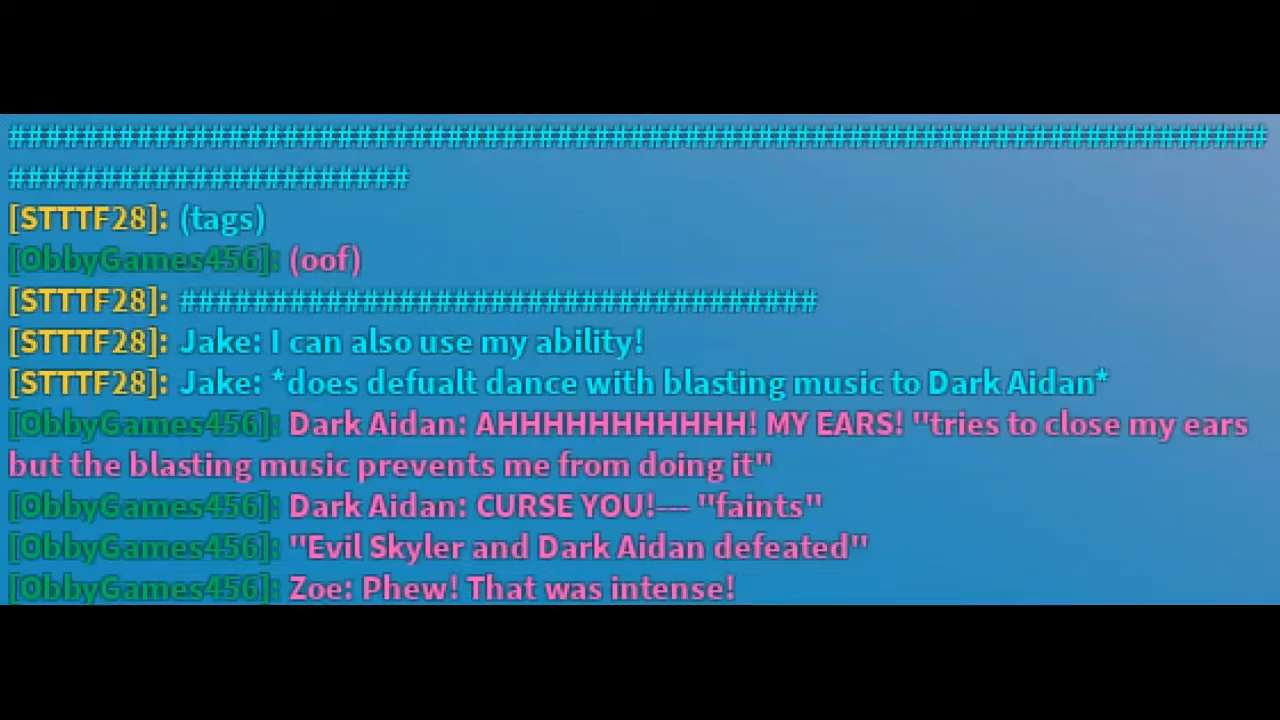 ######################################################################
######################
[STTTF28]: (tags)
[ObbyGames456]: (oof)
[STTTF28]: ###################################
[STTTF28]: Jake: I can also use my ability!
[STTTF28]: Jake: *does defualt dance with blasting music to Dark Aidan*
[ObbyGames456]: Dark Aidan: AHHHHHHHHHHH! MY EARS! "tries to close my ears
but the blasting music prevents me from doing it"
[ObbyGames456]: Dark Aidan: CURSE YOU!--- "faints"
[ObbyGames456]: "Evil Skyler and Dark Aidan defeated"
[ObbyGames456]: Zoe: Phew! That was intense!